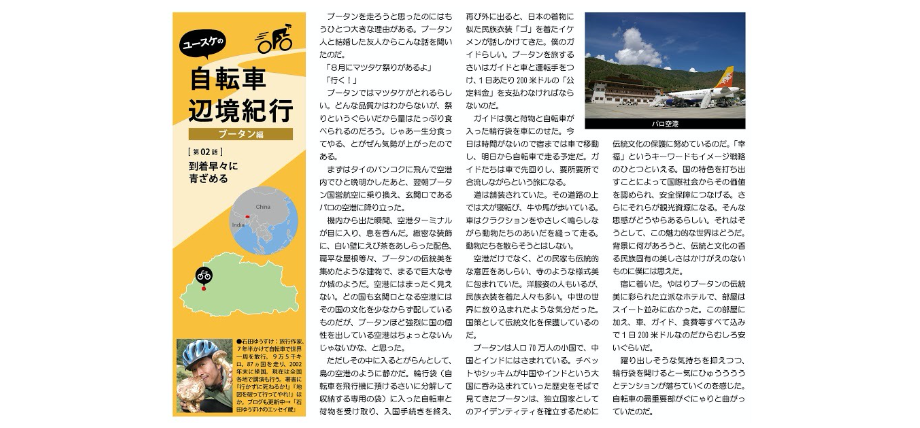 ユースケの
自転車
辺境紀行
ブータン編
［第02話］
到着早々に
青ざめる
China
India
●石田ゆうすけ：旅行作家。
7年半かけて自転車で世界
一周を敢行。9万5千キ
ロ、87ヵ国を走り、2002
年末に帰国。現在は全国
各地で講演も行う。著書に
「行かずに死ねるか!」「地
図を破って行ってやれ!」ほ
か。ブログも更新中→「石
田ゆうすけのエッセイ蔵」
ブータンを走ろうと思ったのにはも
うひとつ大きな理由がある。ブータン
人と結婚した友人からこんな話を聞い
たのだ。
「8月にマツタケ祭りがあるよ」
「行く！」
ブータンではマツタケがとれるらし
い。どんな品質かはわからないが、祭
りというぐらいだから量はたっぷり食
べられるのだろう。じゃあ一生分食っ
てやる、とがぜん気勢が上がったので
ある。
まずはタイのバンコクに飛んで空港
内でひと晩明かしたあと、翌朝ブータ
ン国営航空に乗り換え、玄関口である
パロの空港に降り立った。
機内から出た瞬間、空港ターミナル
が目に入り、息を呑んだ。緻密な装飾
に、白い壁にえび茶をあしらった配色、
扁平な屋根等々、ブータンの伝統美を
集めたような建物で、まるで巨大な寺
か城のようだ。空港にはまったく見え
ない。どの国も玄関口となる空港には
その国の文化を少なからず配している
ものだが、ブータンほど強烈に国の個
性を出している空港はちょっとないん
じゃないかな、と思った。
ただしその中に入るとがらんとして、
島の空港のように静かだ。輪行袋（自
転車を飛行機に預けるさいに分解して
収納する専用の袋）に入った自転車と
荷物を受け取り、入国手続きを終え、
再び外に出ると、日本の着物に
似た民族衣装「ゴ」を着たイケ
メンが話しかけてきた。僕のガ
イドらしい。ブータンを旅する
さいはガイドと車と運転手をつ
け、1日あたり200米ドルの「公
定料金」を支払わなければなら
ないのだ。
ガイドは僕と荷物と自転車が
入った輪行袋を車にのせた。今
日は時間がないので宿までは車で移動
し、明日から自転車で走る予定だ。ガ
イドたちは車で先回りし、要所要所で
合流しながらという旅になる。
道は舗装されていた。その道路の上
では犬が寝転び、牛や馬が歩いている。
車はクラクションをやさしく鳴らしな
がら動物たちのあいだを縫って走る。
動物たちを散らそうとはしない。
空港だけでなく、どの民家も伝統的
な意匠をあしらい、寺のような様式美
に包まれていた。洋服姿の人もいるが、
民族衣装を着た人々も多い。中世の世
界に放り込まれたような気分だった。
国策として伝統文化を保護しているの
だ。
ブータンは人口70万人の小国で、中
国とインドにはさまれている。チベッ
トやシッキムが中国やインドという大
国に呑み込まれていった歴史をそばで
見てきたブータンは、独立国家として
のアイデンティティを確立するために
パロ空港
伝統文化の保護に努めているのだ。「幸
福」というキーワードもイメージ戦略
のひとつといえる。国の特色を打ち出
すことによって国際社会からその価値
を認められ、安全保障につなげる。さ
らにそれらが観光資源になる。そんな
思惑がどうやらあるらしい。それはそ
うとして、この魅力的な世界はどうだ。
背景に何があろうと、伝統と文化の香
る民族固有の美しさはかけがえのない
ものに僕には思えた。
宿に着いた。やはりブータンの伝統
美に彩られた立派なホテルで、部屋は
スイート並みに広かった。この部屋に
加え、車、ガイド、食費等すべて込み
で1日200米ドルなのだからむしろ安
いぐらいだ。
躍り出しそうな気持ちを抑えつつ、
輪行袋を開けると一気にひゅうううう
とテンションが落ちていくのを感じた。
自転車の最重要部がぐにゃりと曲がっ
ていたのだ。